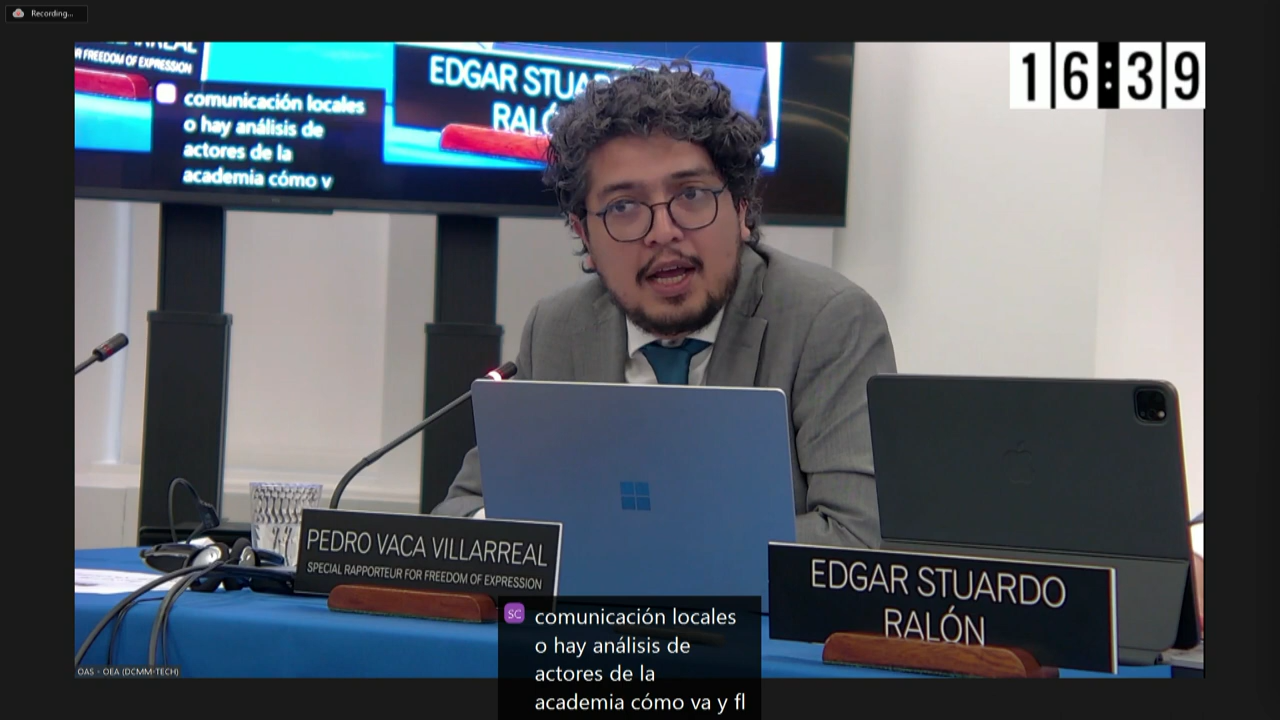 Recording...
16:39
FOR FREEDOM OF EXPRESSION
comunicación locales
o hay análisis de
actores de la
academia cómo v
EDGAR STUARDO
PEDRO VACA VILLARREAL
SPECIAL RAPPORTEUR FOR FREEDOM OF EXPRESSION
EDGAR STUARDO
RALÓN
OAS - OEA (DCMM-TECH)
SC
comunicación locales
o hay análisis de
actores de la
academia cómo va y fl